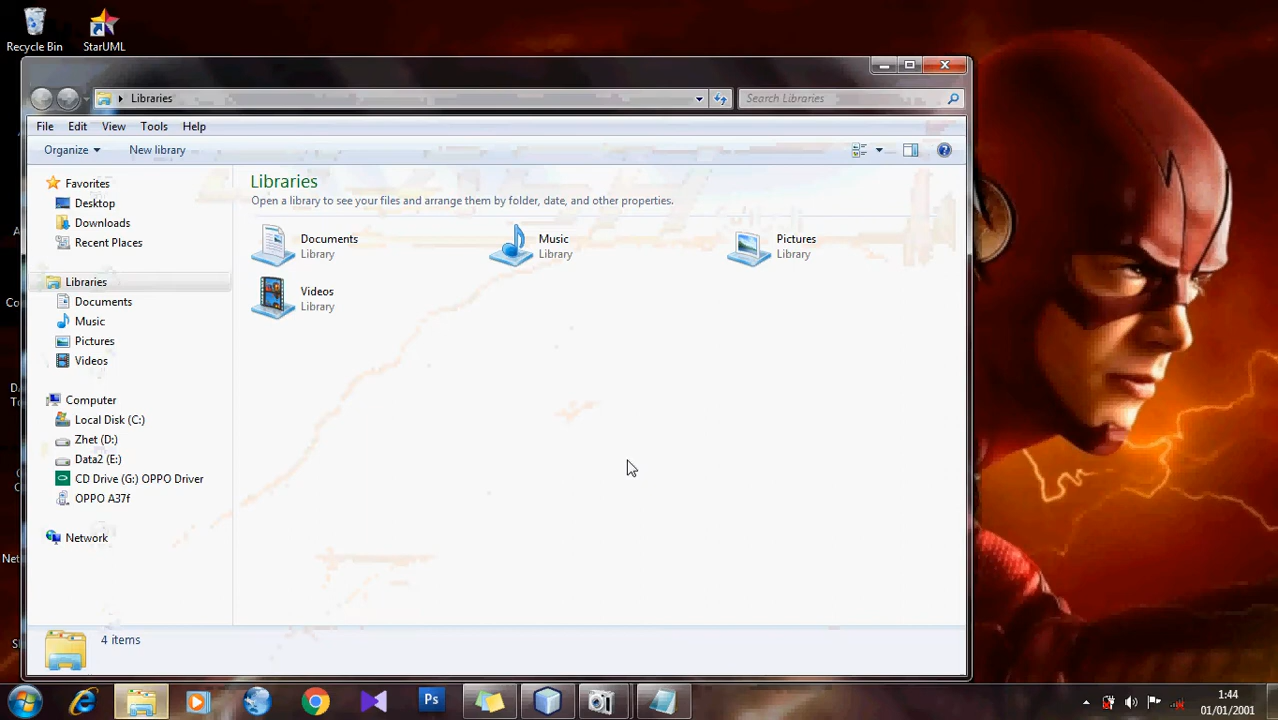 Recycle Bin
StarUML
Libraries
Search Libraries
File Edit View Tools Help
Organize New library
Favorites
Desktop
Downloads
Recent Places
Libraries
Documents
Music
Pictures
Videos
Computer
Local Disk (C:)
Zhet (D:)
Data2 (E:)
CD Drive (G:) OPPO Driver
OPPO A37f
Network
Libraries
Open a library to see your files and arrange them by folder, date, and other properties.
Documents
Library
Music
Library
Pictures
Library
Videos
Library
4 items
Ps
1:44
01/01/2001